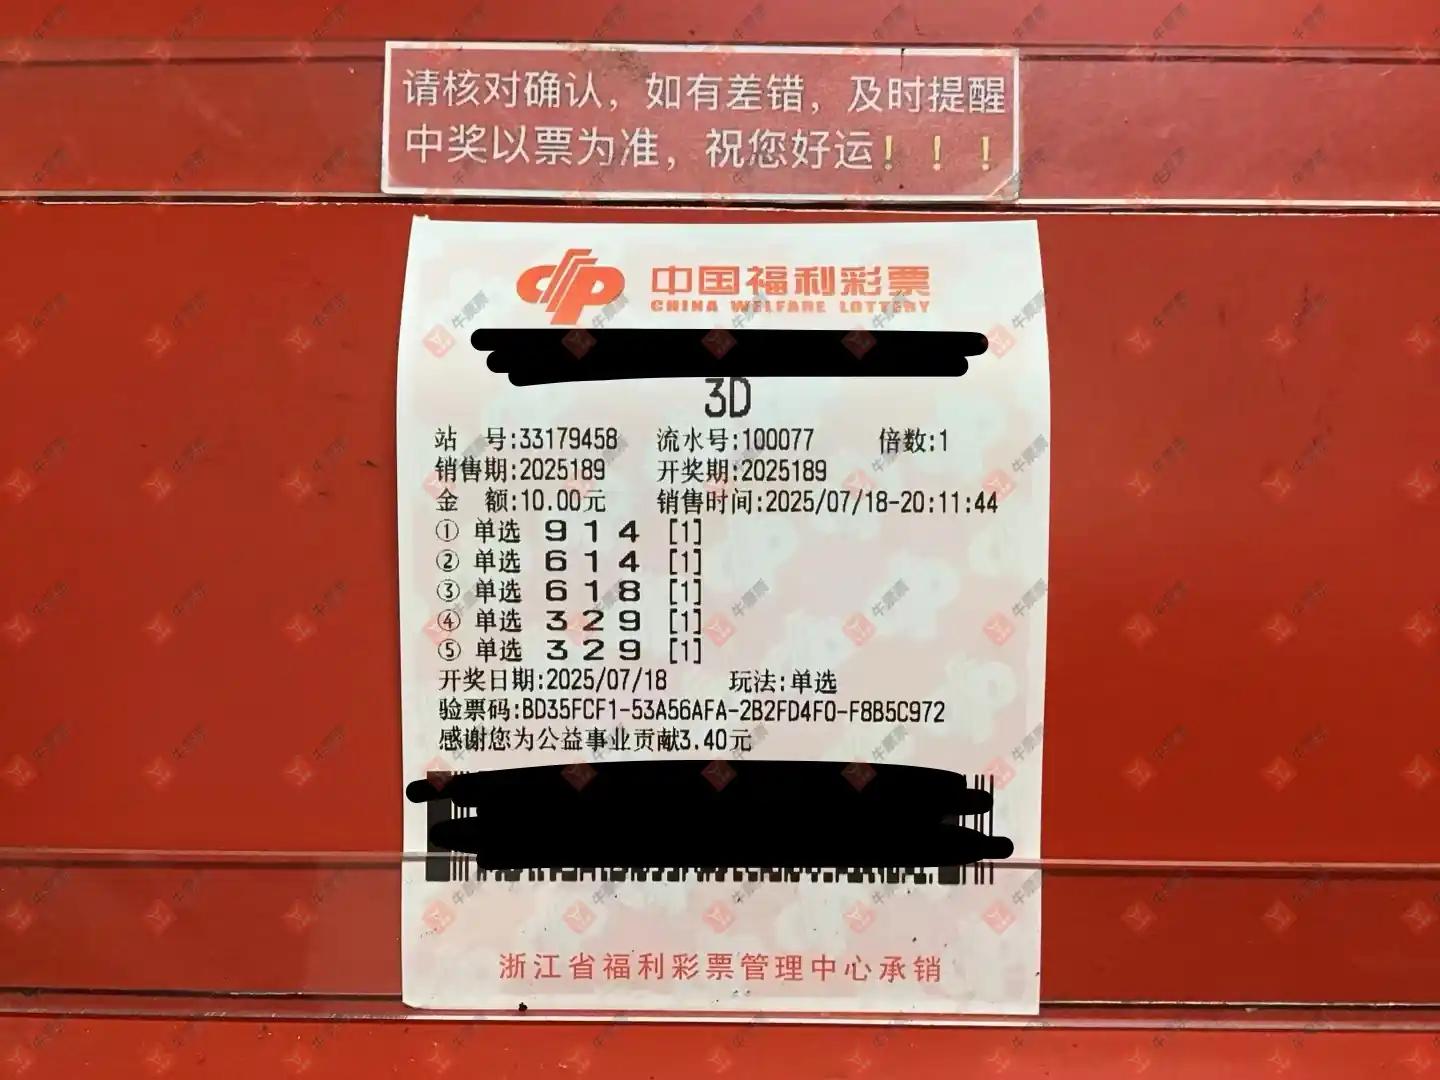 请核对确认，如有差错，及时提醒
中奖以票为准，祝您好运！！！
中国福利彩票
CHINA WELFARE LOTTERY
3D
站 号:33179458 流水号:100077 倍数:1
销售期:2025189 开奖期:2025189
金 额:10.00元 销售时间:2025/07/18-20:11:44
① 单选 9 1 4 [1]
② 单选 6 1 4 [1]
③ 单选 6 1 8 [1]
④ 单选 3 2 9 [1]
⑤ 单选 3 2 9 [1]
开奖日期:2025/07/18 玩法:单选
验票码:BD35FCF1-53A56AFA-2B2FD4F0-F8B5C972
感谢您为公益事业贡献3.40元
浙江省福利彩票管理中心承销